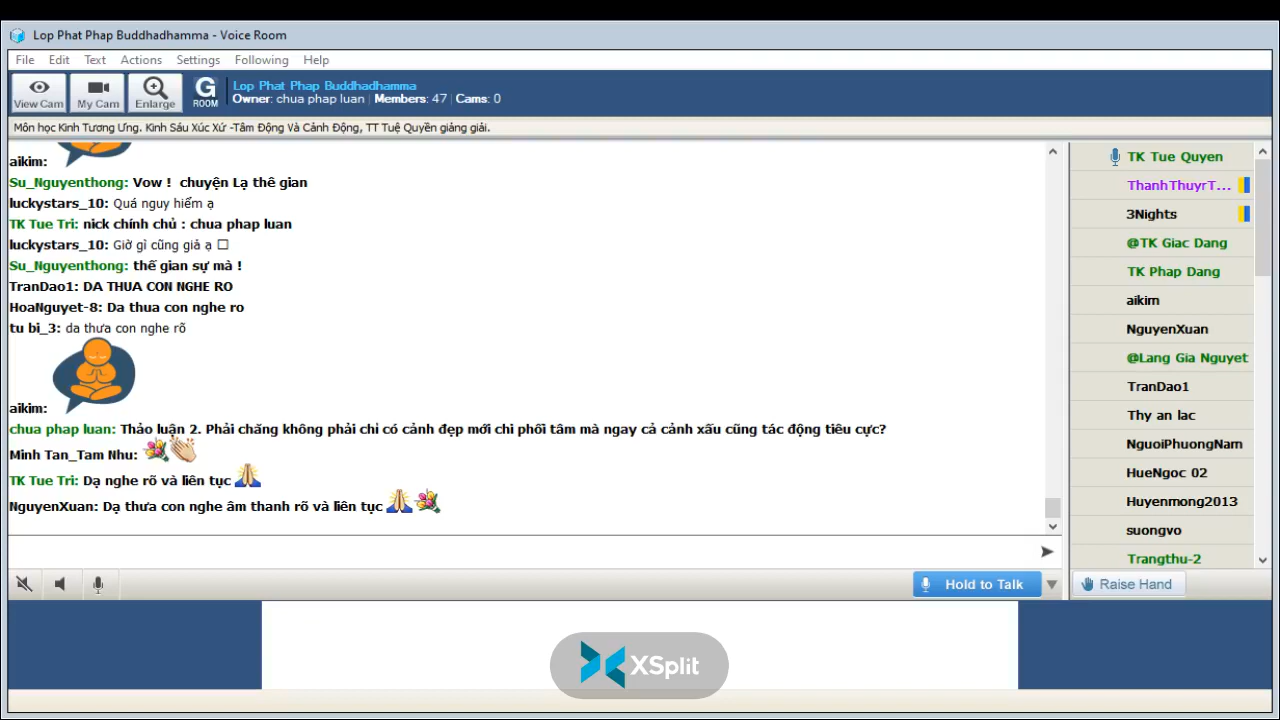 Lop Phat Phap Buddhadhamma - Voice Room
File Edit Text Actions Settings Following Help
View Cam My Cam Enlarge G ROOM
Lop Phat Phap Buddhadhamma
Owner: chua phap luan | Members: 47 | Cams: 0
Môn học Kinh Tương Ưng. Kinh Sáu Xúc Xứ -Tâm Động Và Cảnh Động, TT Tuệ Quyền giảng giải.
aikim:
Su_Nguyenthong: Vow ! chuyện Lạ thế gian
luckystars_10: Quá nguy hiểm ạ
TK Tue Tri: nick chính chủ : chua phap luan
luckystars_10: Giờ gì cũng giả ạ □
Su_Nguyenthong: thế gian sự mà !
TranDao1: DA THUA CON NGHE RO
HoaNguyet-8: Da thua con nghe ro
tu bi_3: da thưa con nghe rõ
aikim:
chua phap luan: Thảo luận 2. Phải chăng không phải chỉ có cảnh đẹp mới chi phối tâm mà ngay cả cảnh xấu cũng tác động tiêu cực?
Minh Tan_Tam Nhu:
TK Tue Tri: Dạ nghe rõ và liên tục
NguyenXuan: Dạ thưa con nghe âm thanh rõ và liên tục
TK Tue Quyen
ThanhThuyrT...
3Nights
@TK Giac Dang
TK Phap Dang
aikim
NguyenXuan
@Lang Gia Nguyet
TranDao1
Thy an lac
NguoiPhuongNam
HueNgoc 02
Huyenmong2013
suongvo
Trangthu-2
Hold to Talk
Raise Hand
XSplit